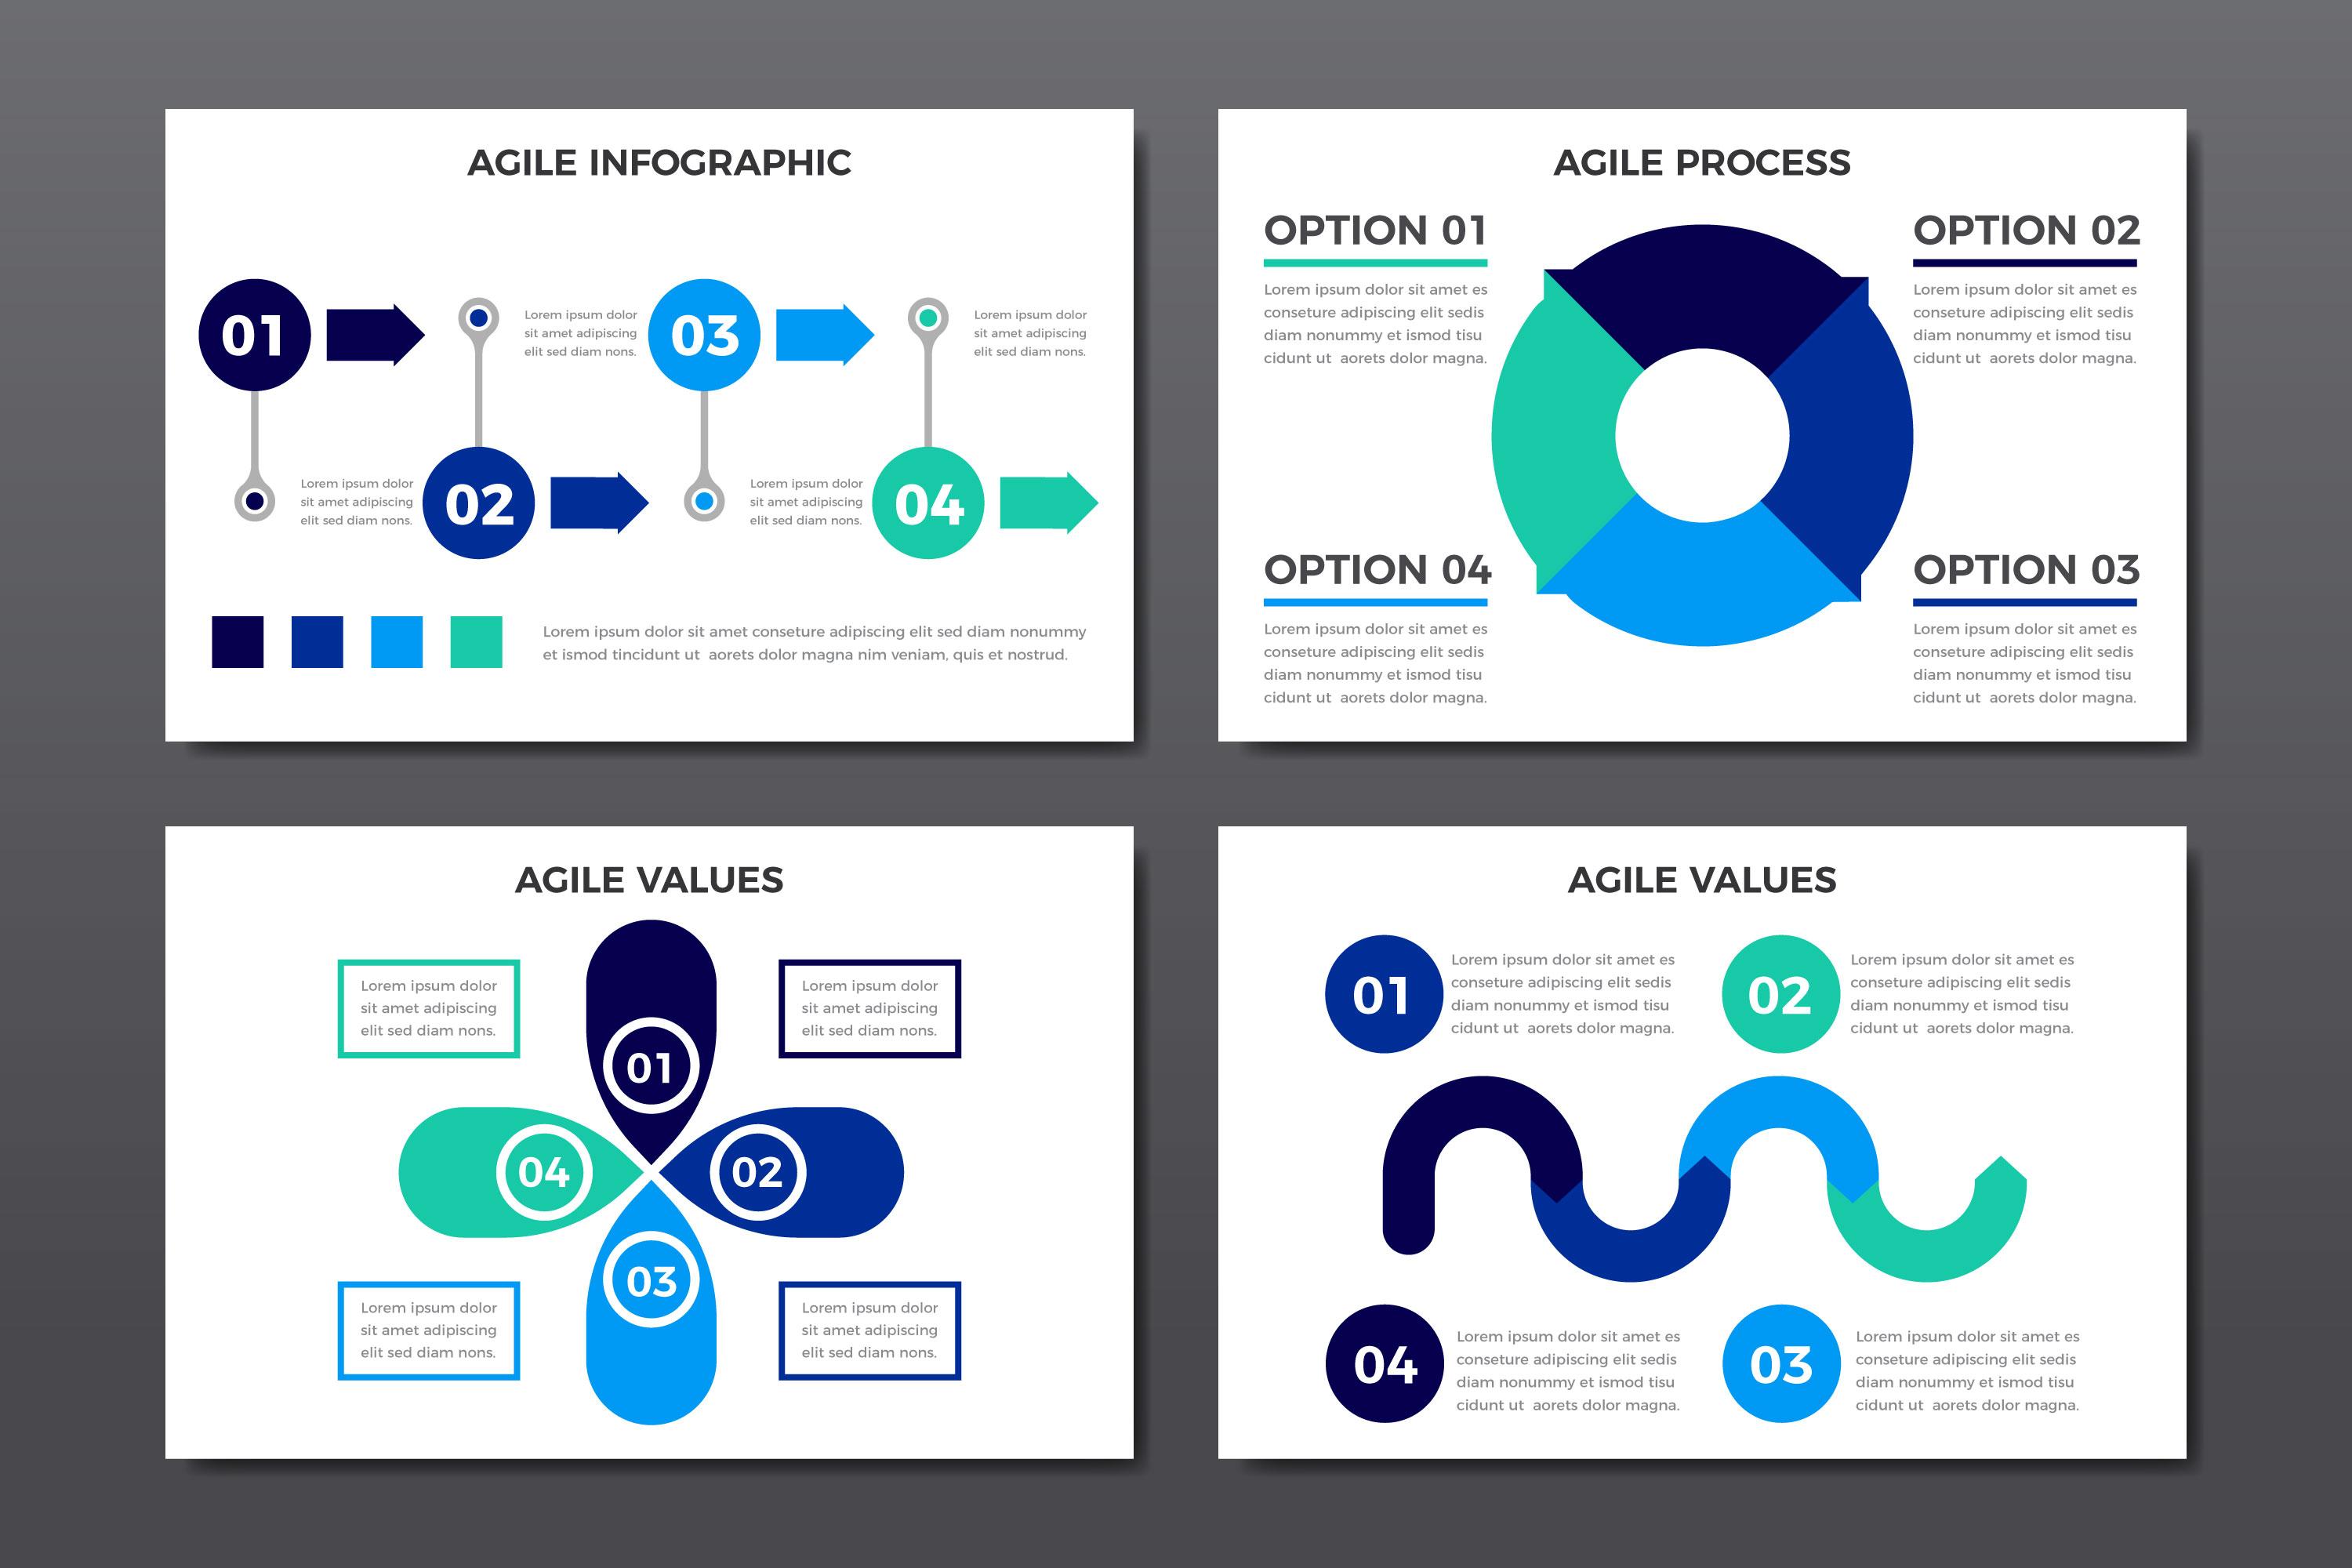 AGILE INFOGRAPHIC
01
Lorem ipsum dolor
sit amet adipiscing
elit sed diam nons.
02
Lorem ipsum dolor
sit amet adipiscing
elit sed diam nons.
03
Lorem ipsum dolor
sit amet adipiscing
elit sed diam nons.
04
Lorem ipsum dolor
sit amet adipiscing
elit sed diam nons.
Lorem ipsum dolor sit amet conseture adipiscing elit sed diam nonummy
et ismod tincidunt ut aorets dolor magna nim veniam, quis et nostrud.
AGILE PROCESS
OPTION 01
Lorem ipsum dolor sit amet es
conseture adipiscing elit sedis
diam nonummy et ismod tisu
cidunt ut aorets dolor magna.
OPTION 02
Lorem ipsum dolor sit amet es
conseture adipiscing elit sedis
diam nonummy et ismod tisu
cidunt ut aorets dolor magna.
OPTION 04
Lorem ipsum dolor sit amet es
conseture adipiscing elit sedis
diam nonummy et ismod tisu
cidunt ut aorets dolor magna.
OPTION 03
Lorem ipsum dolor sit amet es
conseture adipiscing elit sedis
diam nonummy et ismod tisu
cidunt ut aorets dolor magna.
AGILE VALUES
Lorem ipsum dolor
sit amet adipiscing
elit sed diam nons.
Lorem ipsum dolor
sit amet adipiscing
elit sed diam nons.
01
04
02
03
Lorem ipsum dolor
sit amet adipiscing
elit sed diam nons.
Lorem ipsum dolor
sit amet adipiscing
elit sed diam nons.
AGILE VALUES
01
Lorem ipsum dolor sit amet es
conseture adipiscing elit sedis
diam nonummy et ismod tisu
cidunt ut aorets dolor magna.
02
Lorem ipsum dolor sit amet es
conseture adipiscing elit sedis
diam nonummy et ismod tisu
cidunt ut aorets dolor magna.
04
Lorem ipsum dolor sit amet es
conseture adipiscing elit sedis
diam nonummy et ismod tisu
cidunt ut aorets dolor magna.
03
Lorem ipsum dolor sit amet es
conseture adipiscing elit sedis
diam nonummy et ismod tisu
cidunt ut aorets dolor magna.